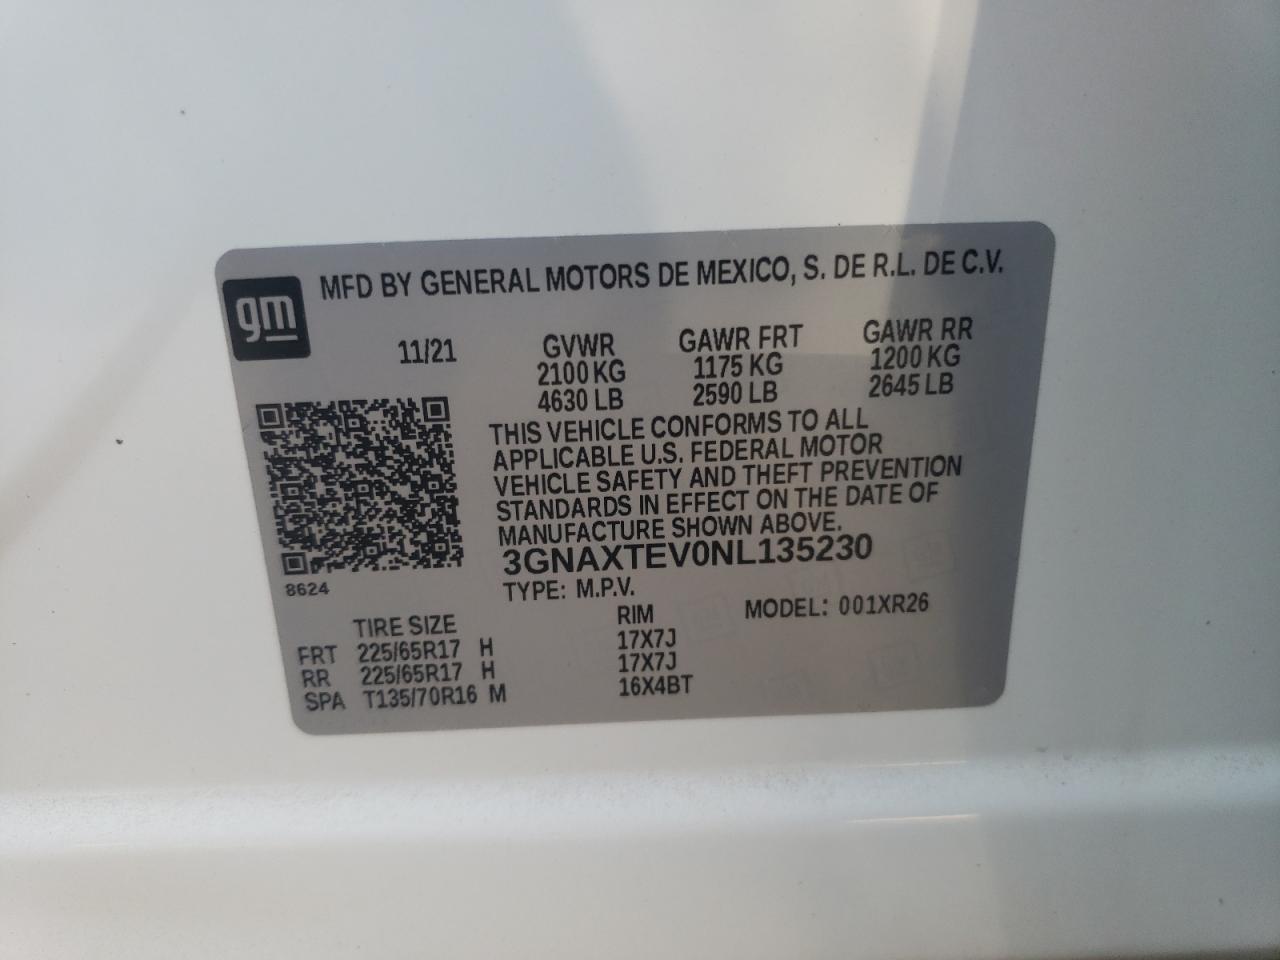 gm
MFD BY GENERAL MOTORS DE MEXICO, S. DE R.L. DE C.V.
11/21 GVWR GAWR FRT GAWR RR
2100 KG 1175 KG 1200 KG
4630 LB 2590 LB 2645 LB
THIS VEHICLE CONFORMS TO ALL
APPLICABLE U.S. FEDERAL MOTOR
VEHICLE SAFETY AND THEFT PREVENTION
STANDARDS IN EFFECT ON THE DATE OF
MANUFACTURE SHOWN ABOVE.
3GNAXTEV0NL135230
8624
TYPE: M.P.V.
MODEL: 001XR26
TIRE SIZE RIM
FRT 225/65R17 H 17X7J
RR 225/65R17 H 17X7J
SPA T135/70R16 M 16X4BT